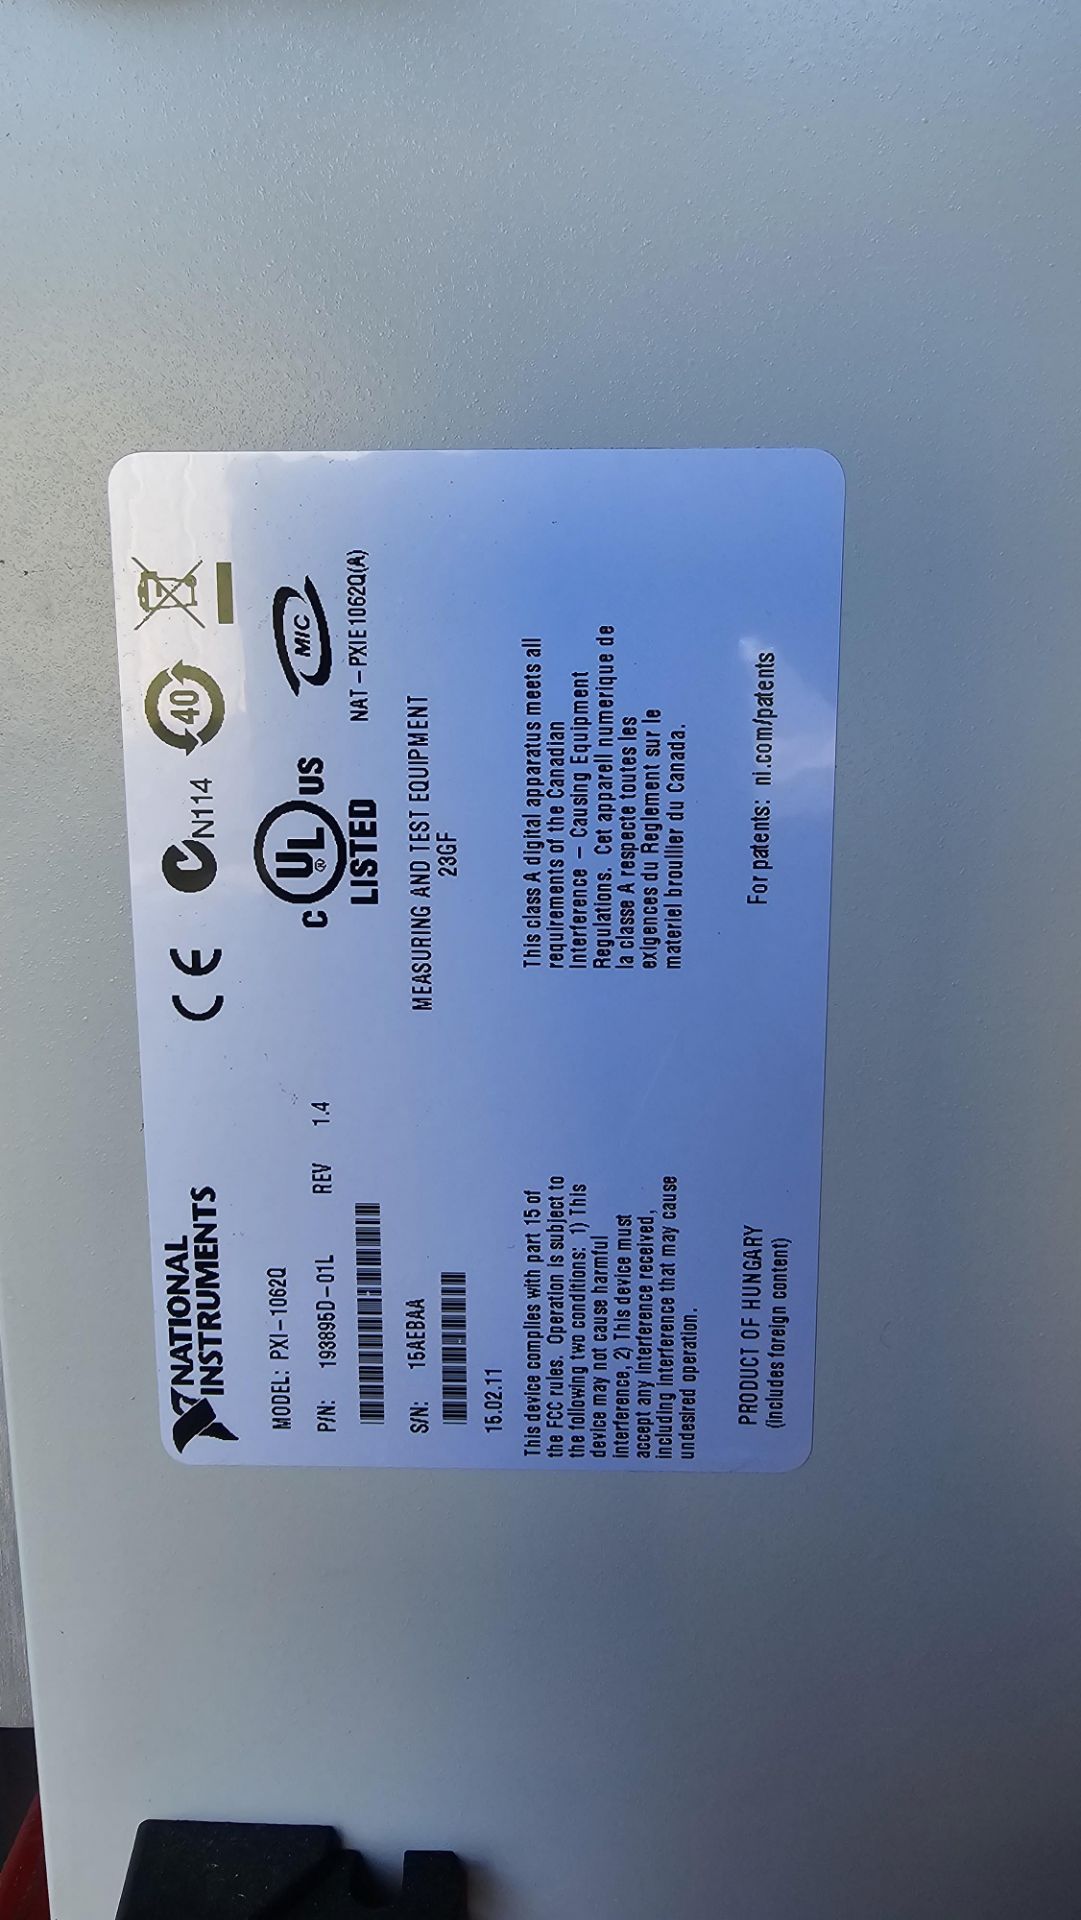 NATIONAL
INSTRUMENTS
CE
N114
40
MODEL: PXI-1062Q
P/N: 193895D-01L REV 1.4
C UL US
®
LISTED
MIC
NAT-PXIE1062Q(A)
S/N: 15AEBAA
MEASURING AND TEST EQUIPMENT
23GF
15.02.11
This device complies with part 15 of
the FCC rules. Operation is subject to
the following two conditions: 1) This
device may not cause harmful
interference, 2) This device must
accept any interference received,
including interference that may cause
undesired operation.
This class A digital apparatus meets all
requirements of the Canadian
Interference - Causing Equipment
Regulations. Cet apparell numerique de
la classe A respecte toutes les
exigences du Reglement sur le
materiel broullier du Canada.
PRODUCT OF HUNGARY
(includes foreign content)
For patents: ni.com/patents